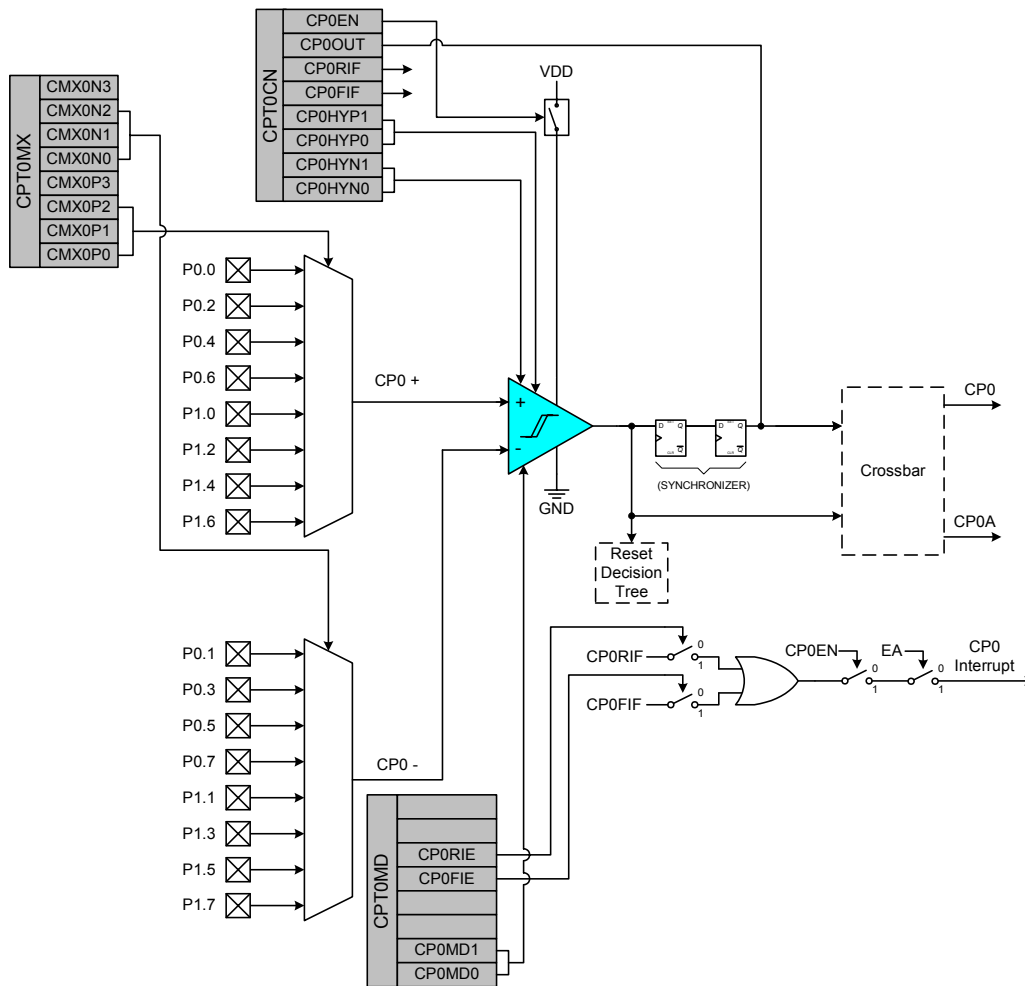 CPT0CN
CP0EN
CP0OUT
CP0RIF
CP0FIF
CP0HYP1
CP0HYP0
CP0HYN1
CP0HYN0
VDD
CPT0MX
CMX0N3
CMX0N2
CMX0N1
CMX0N0
CMX0P3
CMX0P2
CMX0P1
CMX0P0
P0.0
P0.2
P0.4
P0.6
P1.0
P1.2
P1.4
P1.6
CP0 +
+
-
GND
D Q
Q
D Q
Q
(SYNCHRONIZER)
Reset
Decision
Tree
Crossbar
CP0
CP0A
P0.1
P0.3
P0.5
P0.7
P1.1
P1.3
P1.5
P1.7
CP0 -
CP0RIF
0
1
CP0FIF
0
1
CP0EN
0
1
EA
0
1
CP0
Interrupt
CPT0MD
CP0RIE
CP0FIE
CP0MD1
CP0MD0